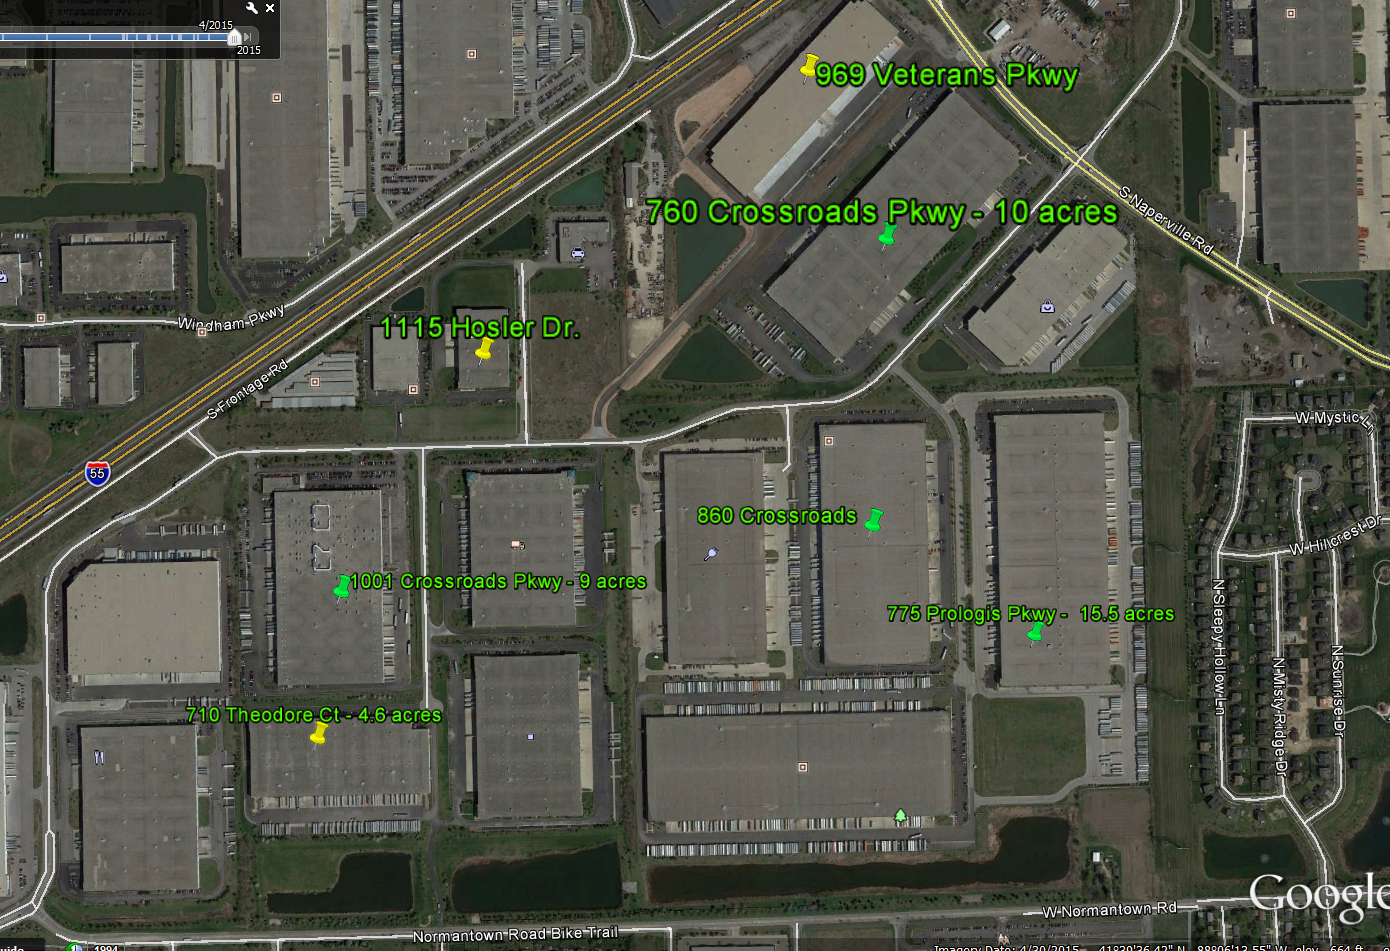 4/2015
2015
969 Veterans Pkwy
S Naperville Rd
760 Crossroads Pkwy - 10 acres
Windham Pkwy
1115 Hosler Dr.
S Frontage Rd
55
W Mystic Ln
860 Crossroads
W Hillcrest Dr
1001 Crossroads Pkwy - 9 acres
775 Prologis Pkwy - 15.5 acres
N Sleepy Hollow Ln
N Misty Ridge Dr
N Sunrise Dr
710 Theodore Ct - 4.6 acres
Google
W Normantown Rd
Normantown Road Bike Trail
1994
Imagery Date: 4/30/2015